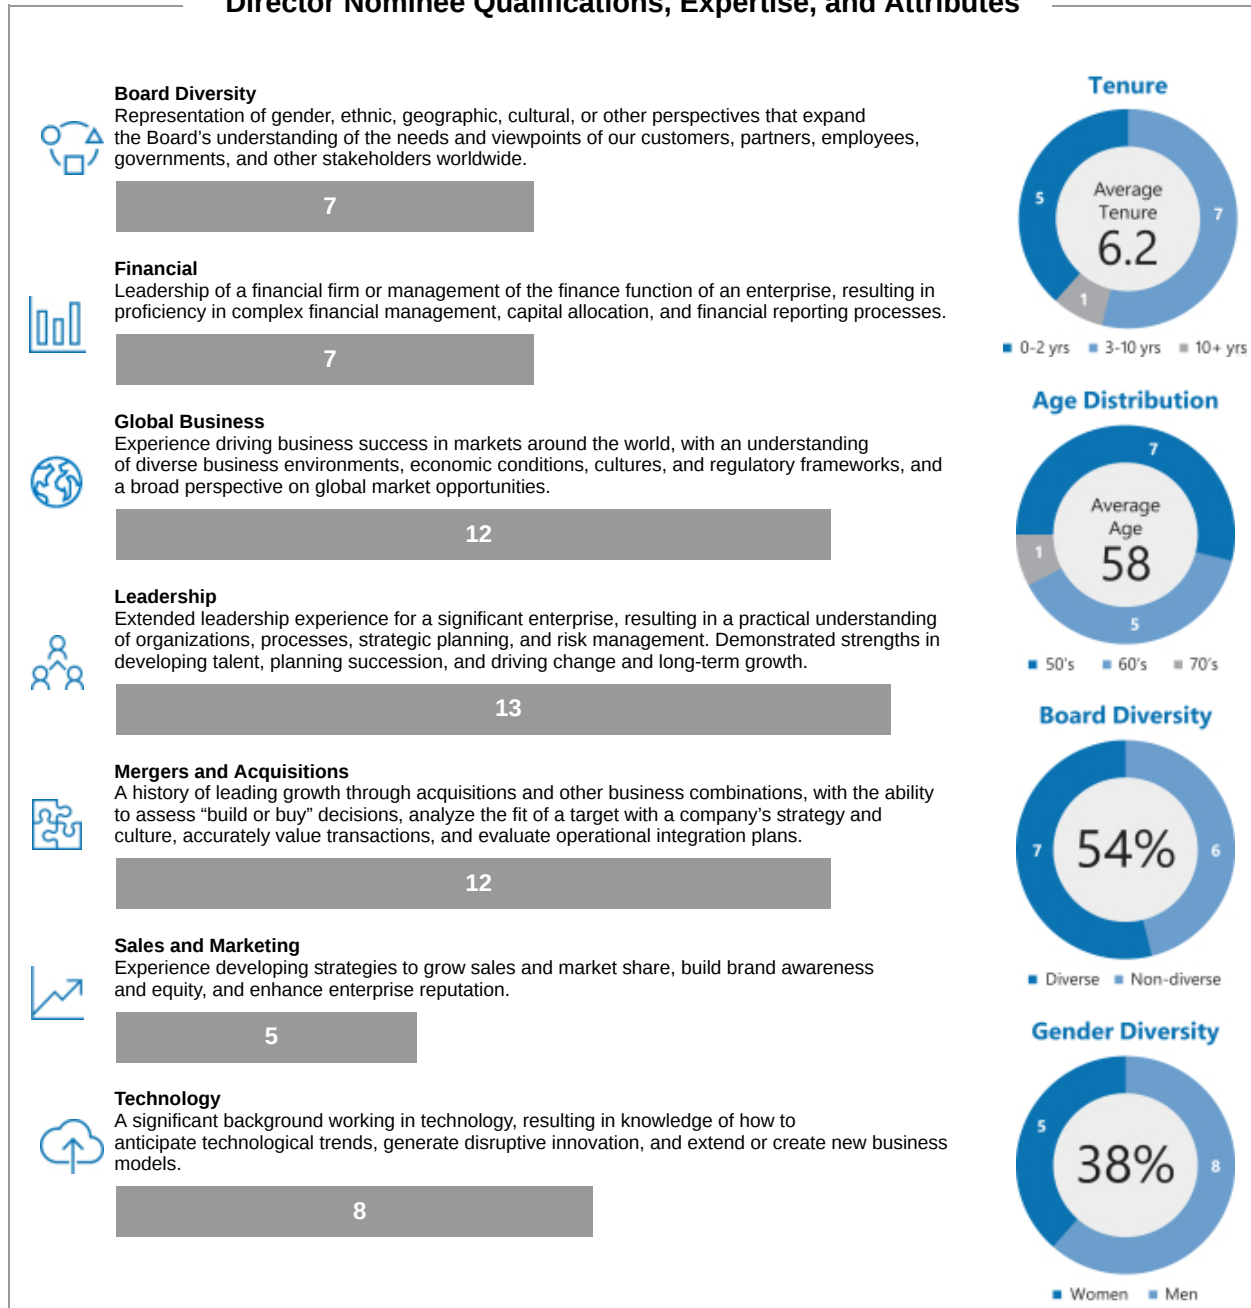 Director Nominee Qualifications, Expertise, and Attributes
Board Diversity
Representation of gender, ethnic, geographic, cultural, or other perspectives that expand
the Board’s understanding of the needs and viewpoints of our customers, partners, employees,
governments, and other stakeholders worldwide.
7
Financial
Leadership of a financial firm or management of the finance function of an enterprise, resulting in
proficiency in complex financial management, capital allocation, and financial reporting processes.
7
Global Business
Experience driving business success in markets around the world, with an understanding
of diverse business environments, economic conditions, cultures, and regulatory frameworks, and
a broad perspective on global market opportunities.
12
Leadership
Extended leadership experience for a significant enterprise, resulting in a practical understanding
of organizations, processes, strategic planning, and risk management. Demonstrated strengths in
developing talent, planning succession, and driving change and long-term growth.
13
Mergers and Acquisitions
A history of leading growth through acquisitions and other business combinations, with the ability
to assess “build or buy” decisions, analyze the fit of a target with a company’s strategy and
culture, accurately value transactions, and evaluate operational integration plans.
12
Sales and Marketing
Experience developing strategies to grow sales and market share, build brand awareness
and equity, and enhance enterprise reputation.
5
Technology
A significant background working in technology, resulting in knowledge of how to
anticipate technological trends, generate disruptive innovation, and extend or create new business
models.
8
Tenure
5
Average
Tenure
6.2
7
1
0-2 yrs 3-10 yrs 10+ yrs
Age Distribution
7
Average
Age
58
1
5
50's 60's 70's
Board Diversity
7
54%
6
Diverse Non-diverse
Gender Diversity
5
38%
8
Women Men